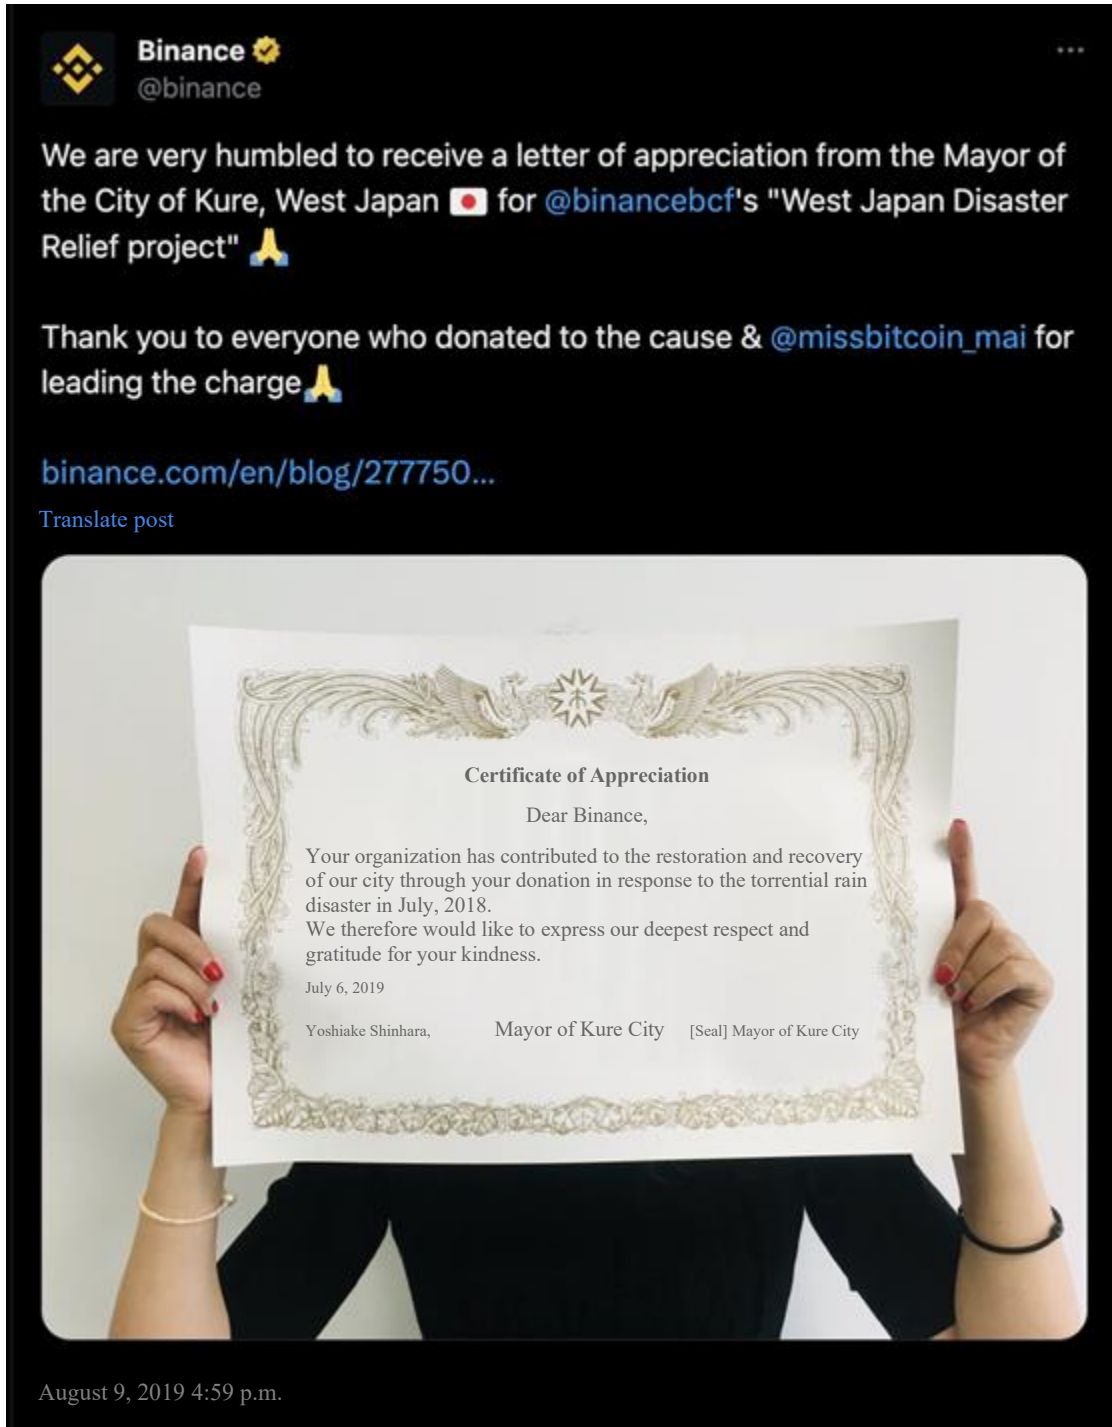 Binance
@binance
We are very humbled to receive a letter of appreciation from the Mayor of
the City of Kure, West Japan 🇯🇵 for @binancebcf's "West Japan Disaster
Relief project" 🙏
Thank you to everyone who donated to the cause & @missbitcoin_mai for
leading the charge🙏
binance.com/en/blog/277750...
Translate post
Certificate of Appreciation
Dear Binance,
Your organization has contributed to the restoration and recovery
of our city through your donation in response to the torrential rain
disaster in July, 2018.
We therefore would like to express our deepest respect and
gratitude for your kindness.
July 6, 2019
Yoshiake Shinhara, Mayor of Kure City [Seal] Mayor of Kure City
August 9, 2019 4:59 p.m.